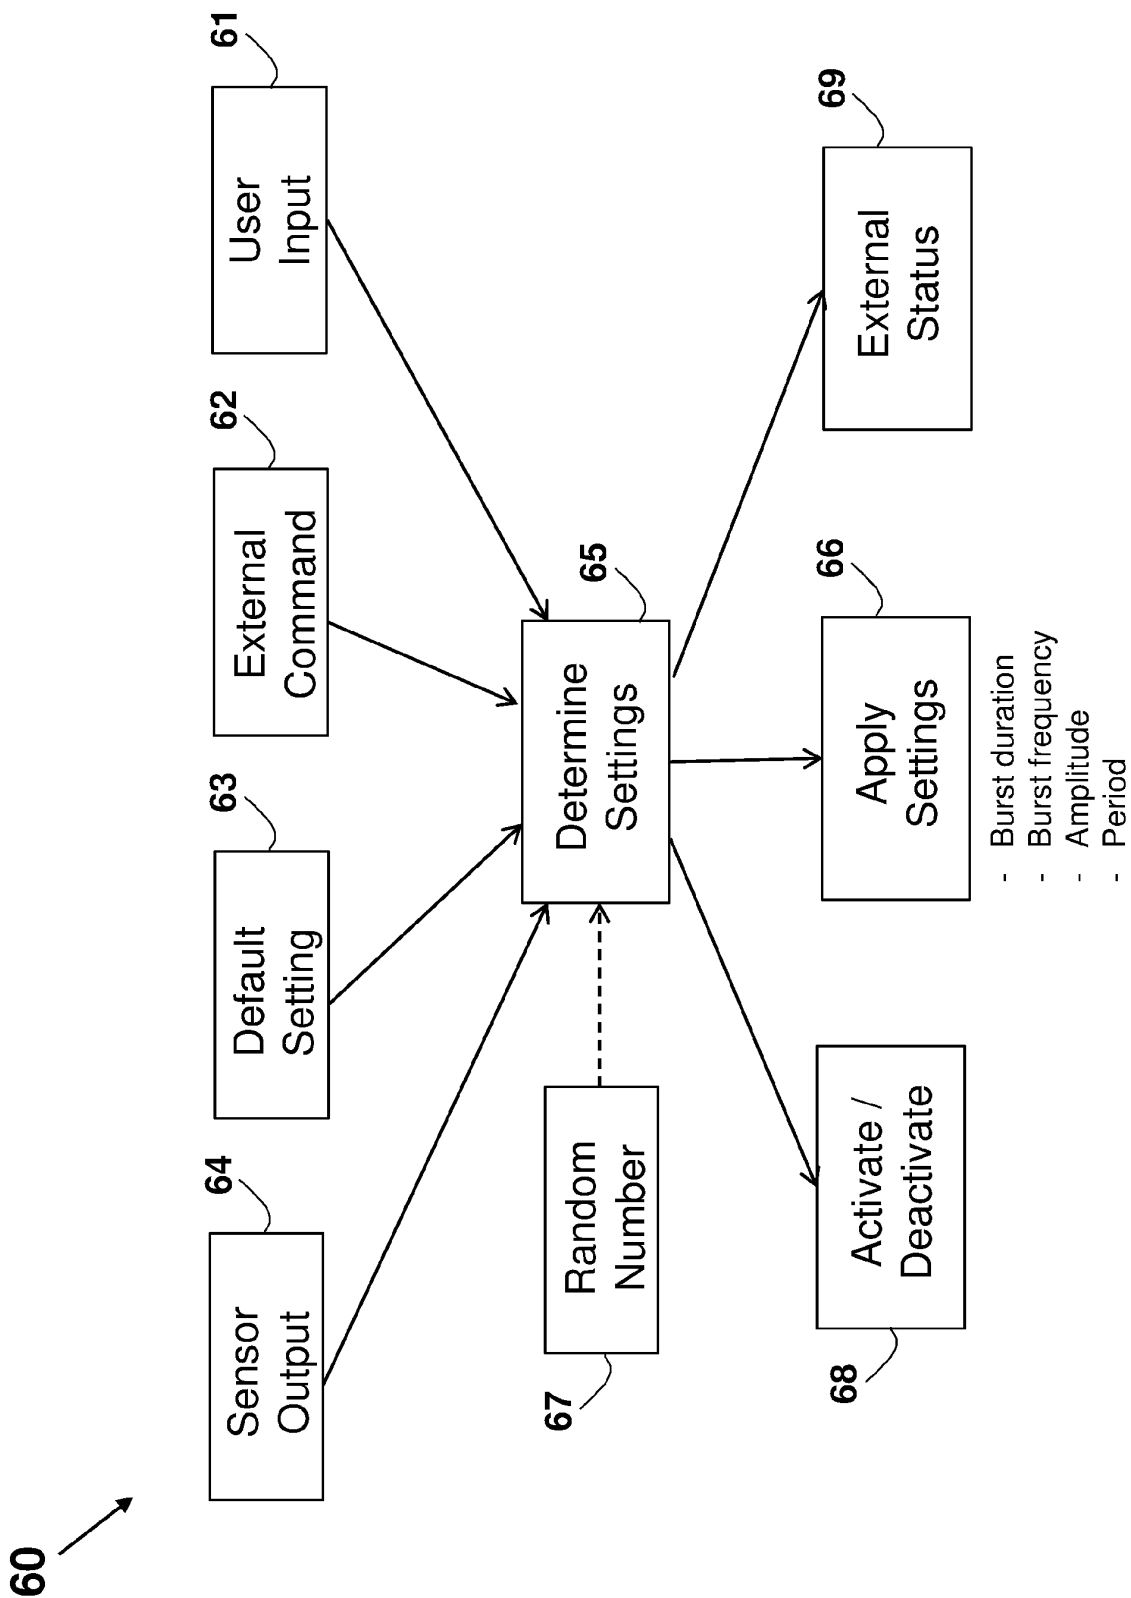 60
64
Sensor
Output
63
Default
Setting
62
External
Command
61
User
Input
67
Random
Number
65
Determine
Settings
68
Activate /
Deactivate
66
Apply
Settings
- Burst duration
- Burst frequency
- Amplitude
- Period
69
External
Status